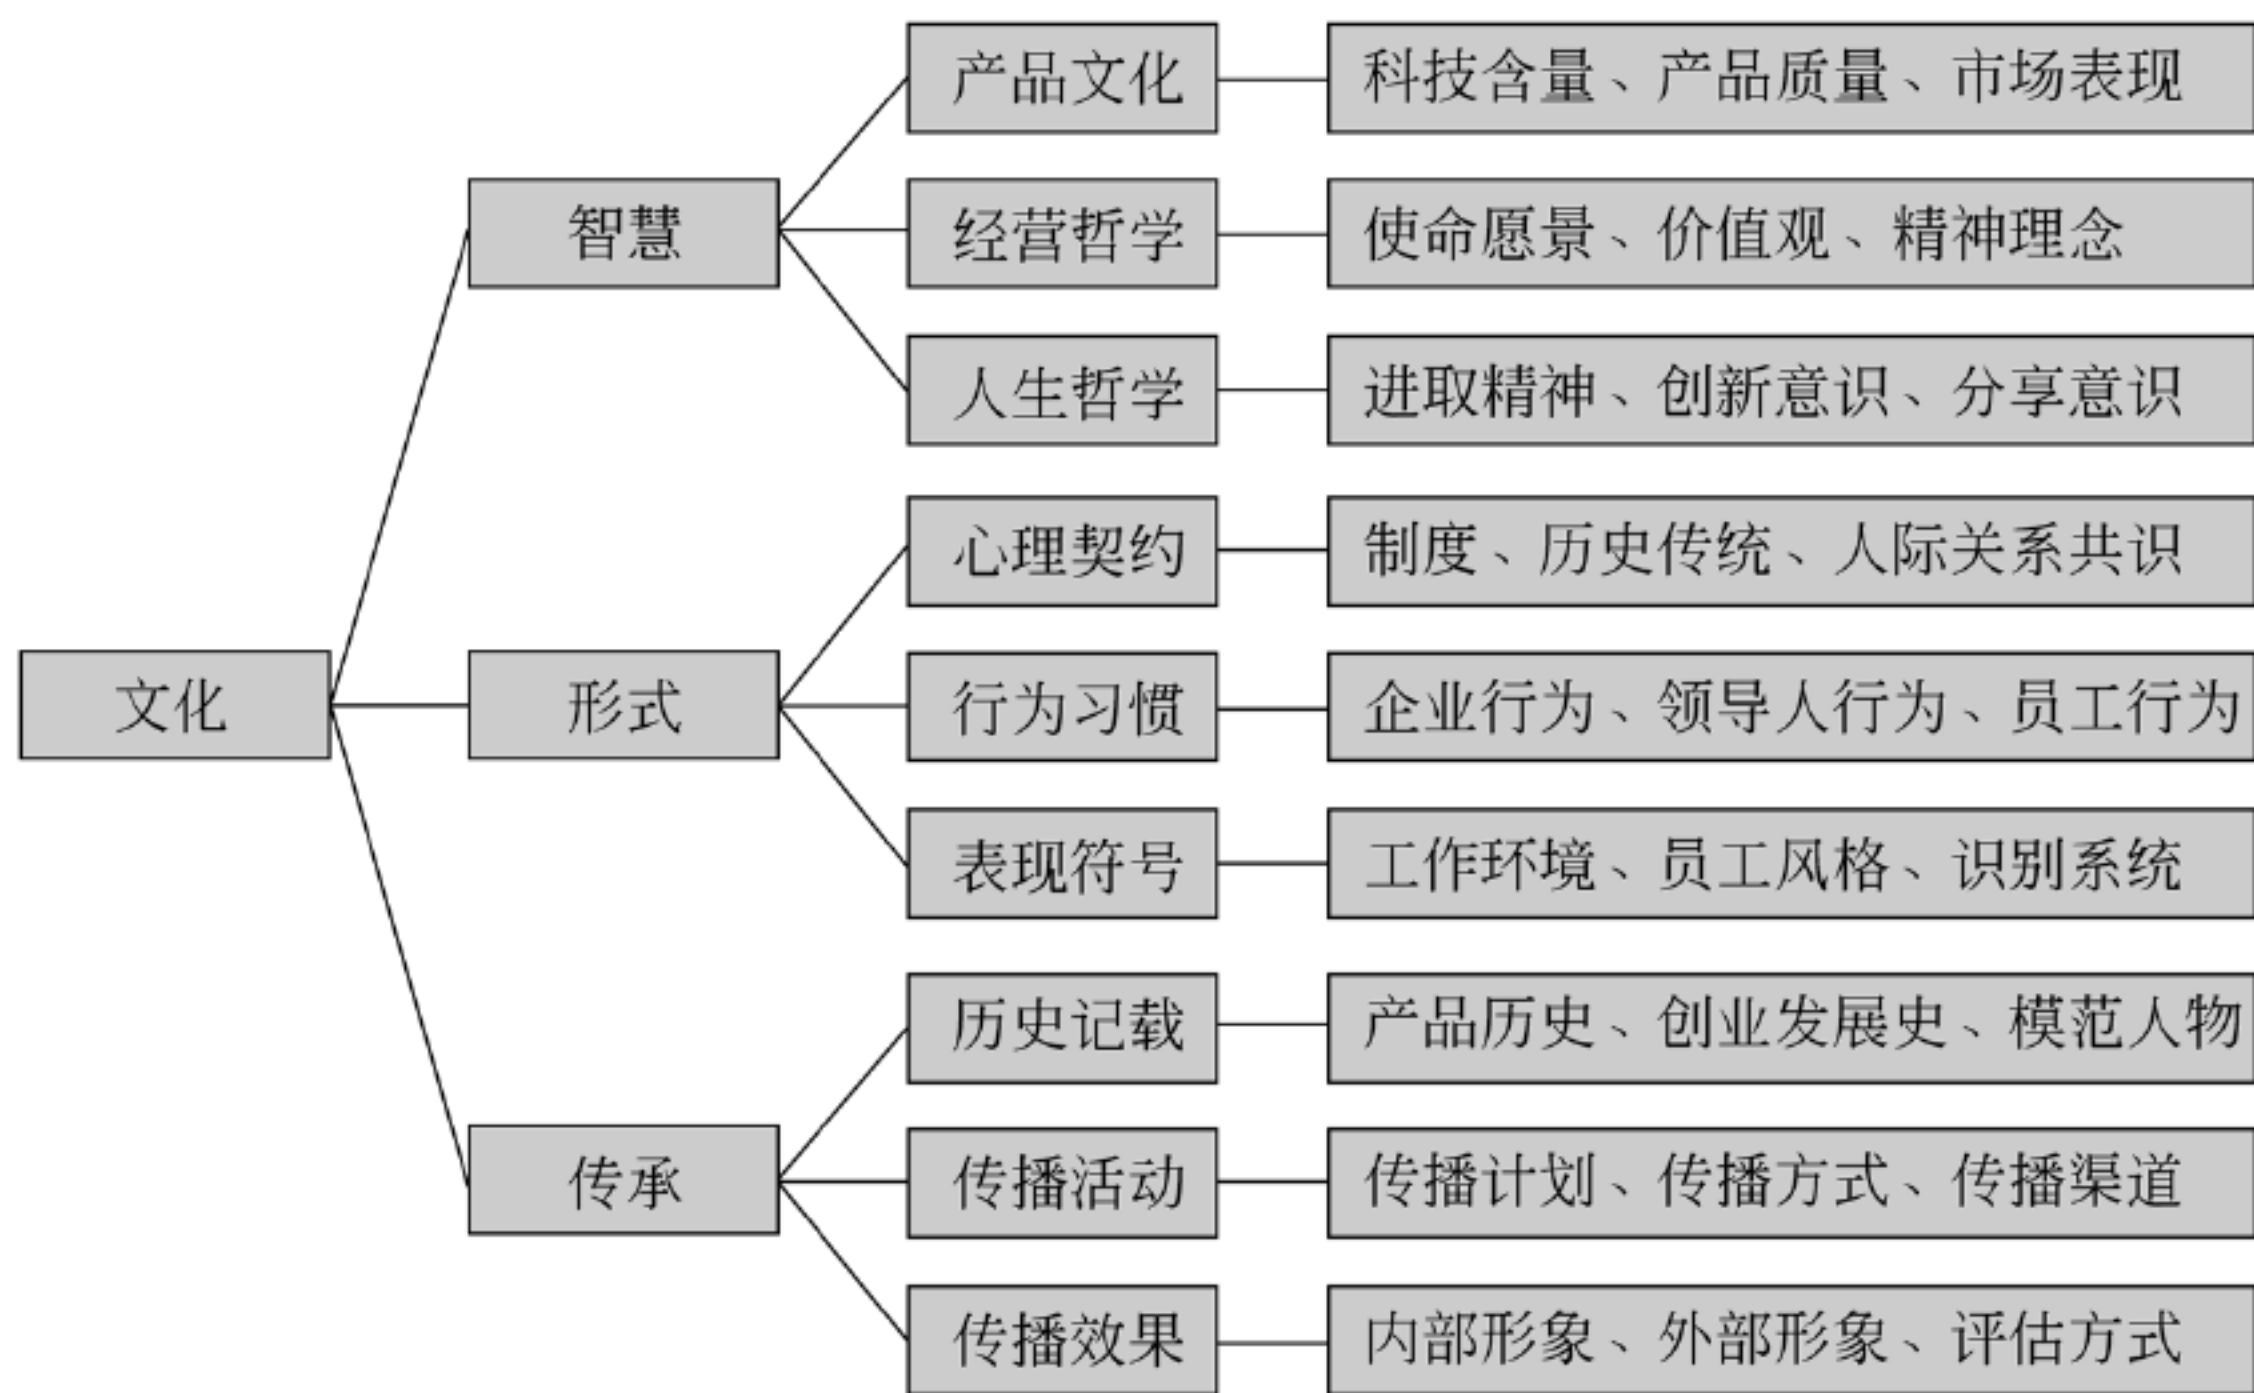 产品文化
科技含量、产品质量、市场表现
智慧
经营哲学
使命愿景、价值观、精神理念
人生哲学
进取精神、创新意识、分享意识
心理契约
制度、历史传统、人际关系共识
文化
形式
行为习惯
企业行为、领导人行为、员工行为
表现符号
工作环境、员工风格、识别系统
历史记载
产品历史、创业发展史、模范人物
传承
传播活动
传播计划、传播方式、传播渠道
传播效果
内部形象、外部形象、评估方式